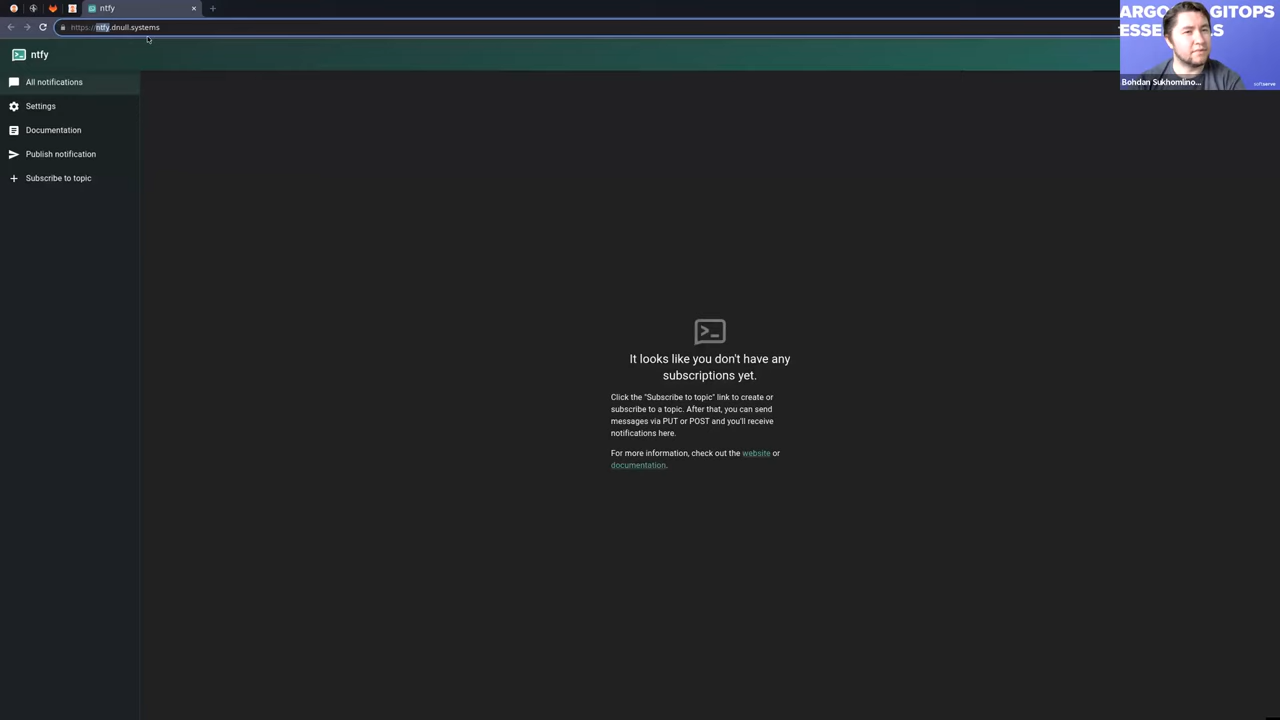 ntfy
https://ntfy.dnull.systems
ntfy
All notifications
Settings
Documentation
Publish notification
Subscribe to topic
It looks like you don't have any
subscriptions yet.
Click the "Subscribe to topic" link to create or
subscribe to a topic. After that, you can send
messages via PUT or POST and you'll receive
notifications here.
For more information, check out the website or
documentation.
ARGO GITOPS
ESSE LS
Bohdan Sukhomlino...
softserve